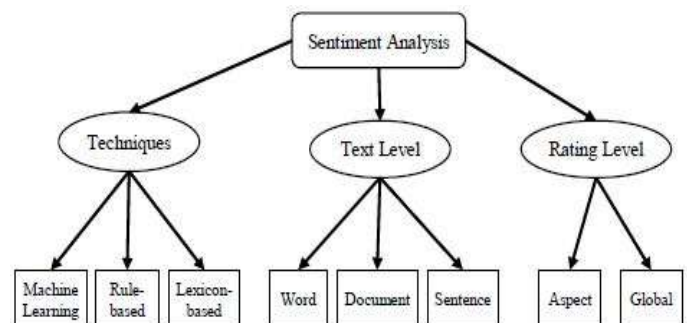 Sentiment Analysis
Techniques
Text Level
Rating Level
Machine
Learning
Rule-
based
Lexicon-
based
Word
Document
Sentence
Aspect
Global